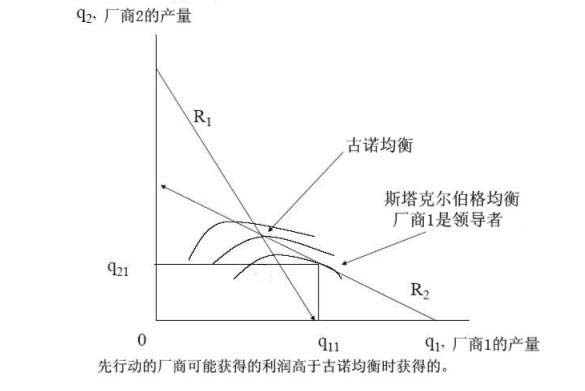 q2, 厂商2的产量
R1
古诺均衡
斯塔克尔伯格均衡
厂商1是领导者
q21
R2
0
q11
q1, 厂商1的产量
先行动的厂商可能获得的利润高于古诺均衡时获得的。